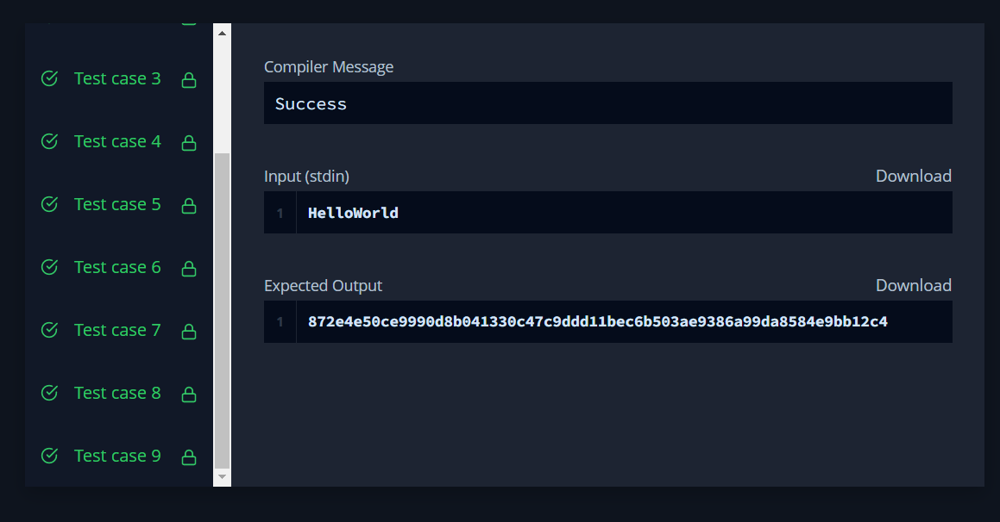 Test case 3
Test case 4
Test case 5
Test case 6
Test case 7
Test case 8
Test case 9
Compiler Message
Success
Input (stdin)
Download
1
HelloWorld
Expected Output
Download
1
872e4e50ce9990d8b041330c47c9ddd11bec6b503ae9386a99da8584e9bb12c4